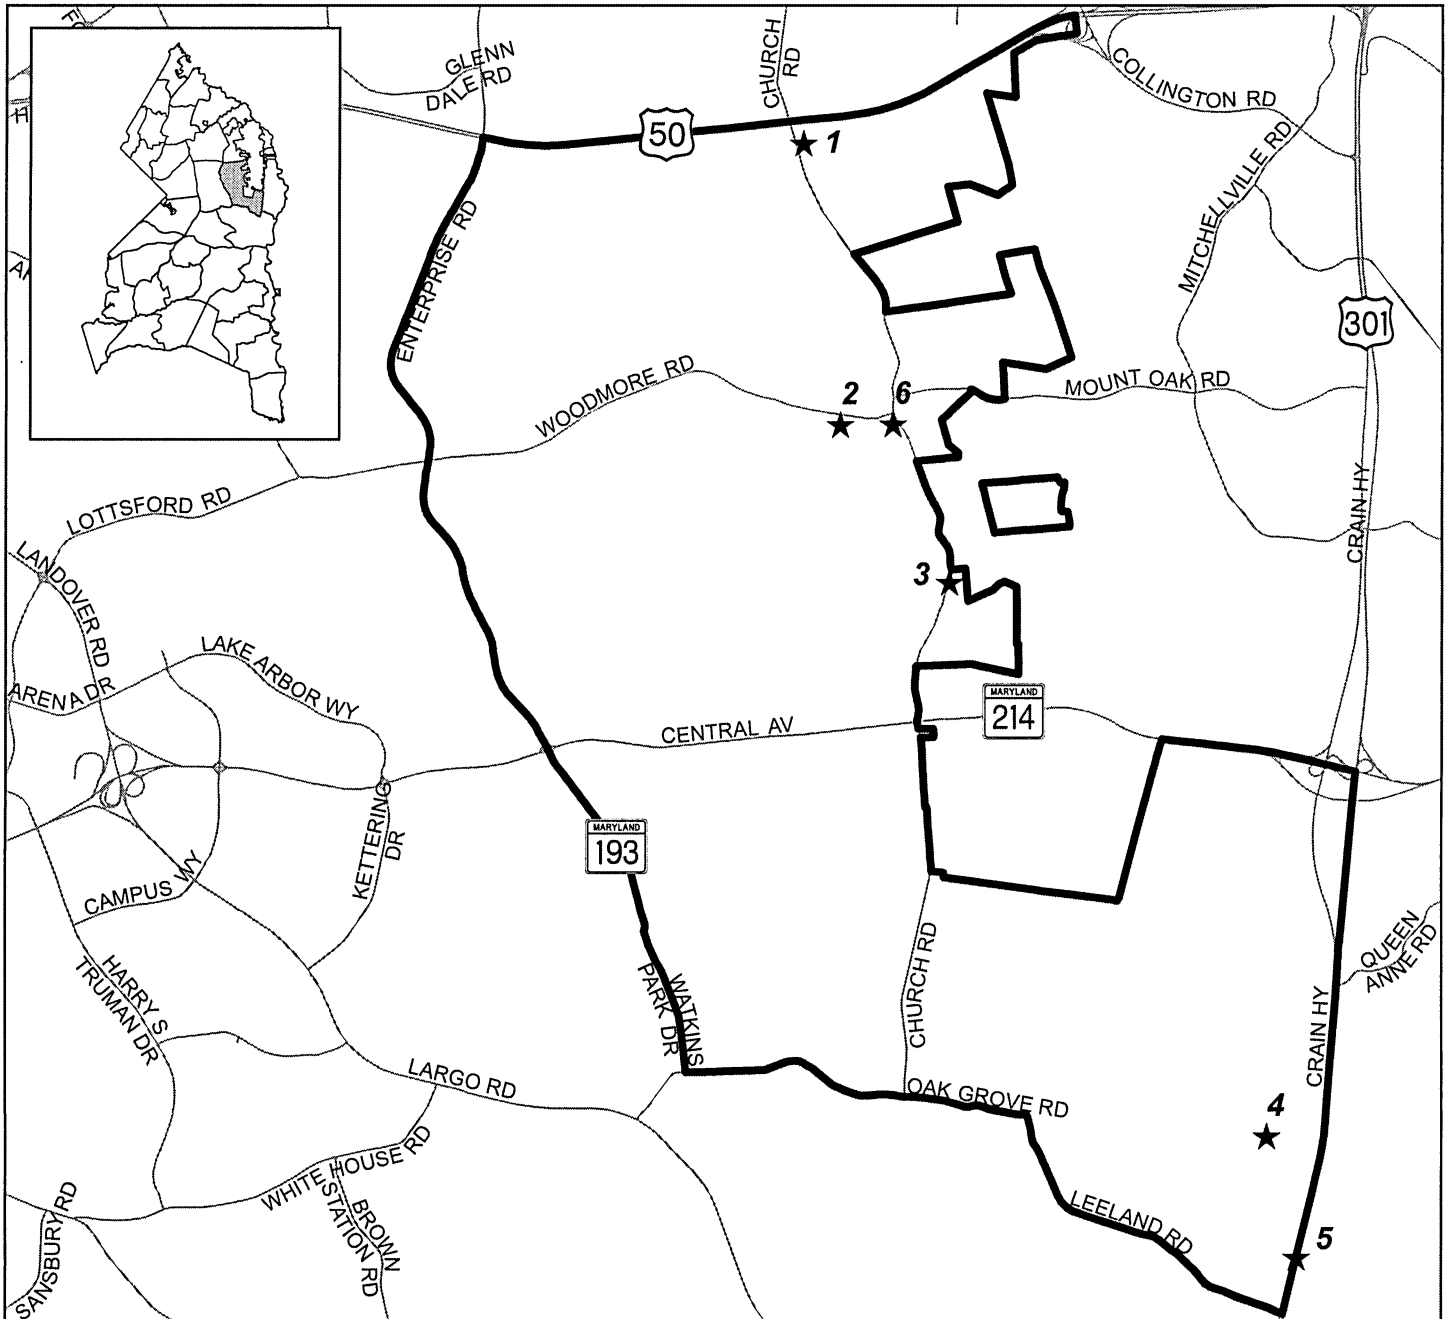 GLENN
DALE RD
CHURCH
RD
COLLINGTON RD
50
1
MITCHELLVILLE RD
ENTERPRISE RD
301
WOODMORE RD
MOUNT OAK RD
2
6
LOTTSFORD RD
CRAIN HY
LANDOVER RD
3
LAKE ARBOR WY
ARENA DR
MARYLAND
214
CENTRAL AV
MARYLAND
193
KETTERING
DR
CAMPUS WY
QUEEN
ANNE RD
CHURCH RD
HARRY S
TRUMAN DR
WATKINS
PARK DR
CRAIN HY
LARGO RD
OAK GROVE RD
4
WHITE HOUSE RD
BROWN
STATION RD
LEELAND RD
5
SANSBURY RD